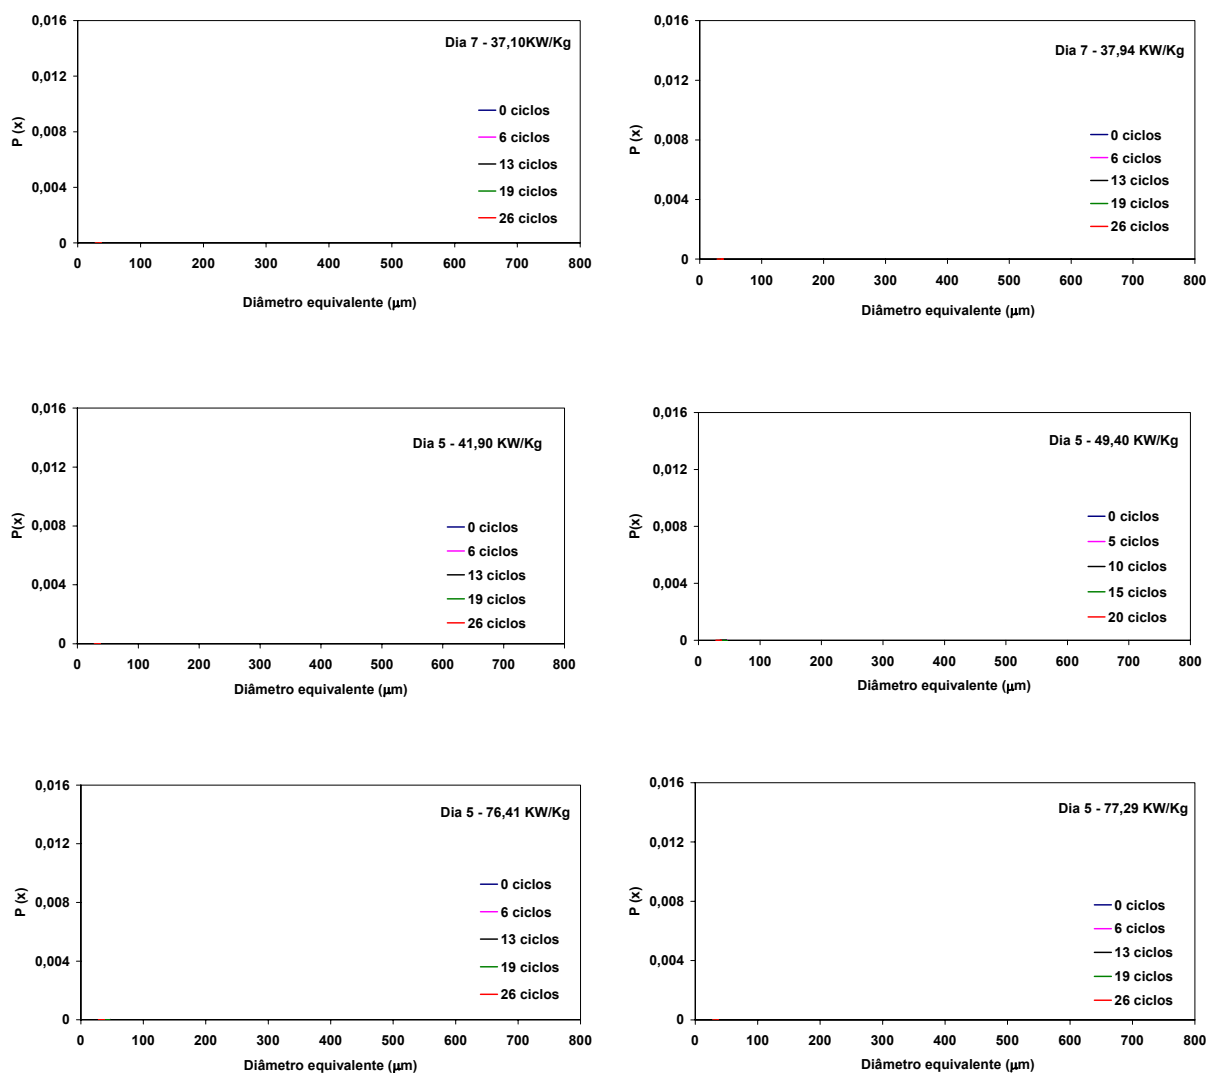 0,016
Dia 7 - 37,10KW/Kg
0,012
0,008
0,004
0
P (x)
0 ciclos
6 ciclos
13 ciclos
19 ciclos
26 ciclos
0 100 200 300 400 500 600 700 800
Diâmetro equivalente (μm)
0,016
Dia 7 - 37,94 KW/Kg
0,012
0,008
0,004
0
P (x)
0 ciclos
6 ciclos
13 ciclos
19 ciclos
26 ciclos
0 100 200 300 400 500 600 700 800
Diâmetro equivalente (μm)
0,016
Dia 5 - 41,90 KW/Kg
0,012
0,008
0,004
0
P(x)
0 ciclos
6 ciclos
13 ciclos
19 ciclos
26 ciclos
0 100 200 300 400 500 600 700 800
Diâmetro equivalente (μm)
0,016
Dia 5 - 49,40 KW/Kg
0,012
0,008
0,004
0
P(x)
0 ciclos
5 ciclos
10 ciclos
15 ciclos
20 ciclos
0 100 200 300 400 500 600 700 800
Diâmetro equivalente (μm)
0,016
Dia 5 - 76,41 KW/Kg
0,012
0,008
0,004
0
P (x)
0 ciclos
6 ciclos
13 ciclos
19 ciclos
26 ciclos
0 100 200 300 400 500 600 700 800
Diâmetro equivalente (μm)
0,016
Dia 5 - 77,29 KW/Kg
0,012
0,008
0,004
0
P (x)
0 ciclos
6 ciclos
13 ciclos
19 ciclos
26 ciclos
0 100 200 300 400 500 600 700 800
Diâmetro equivalente (μm)